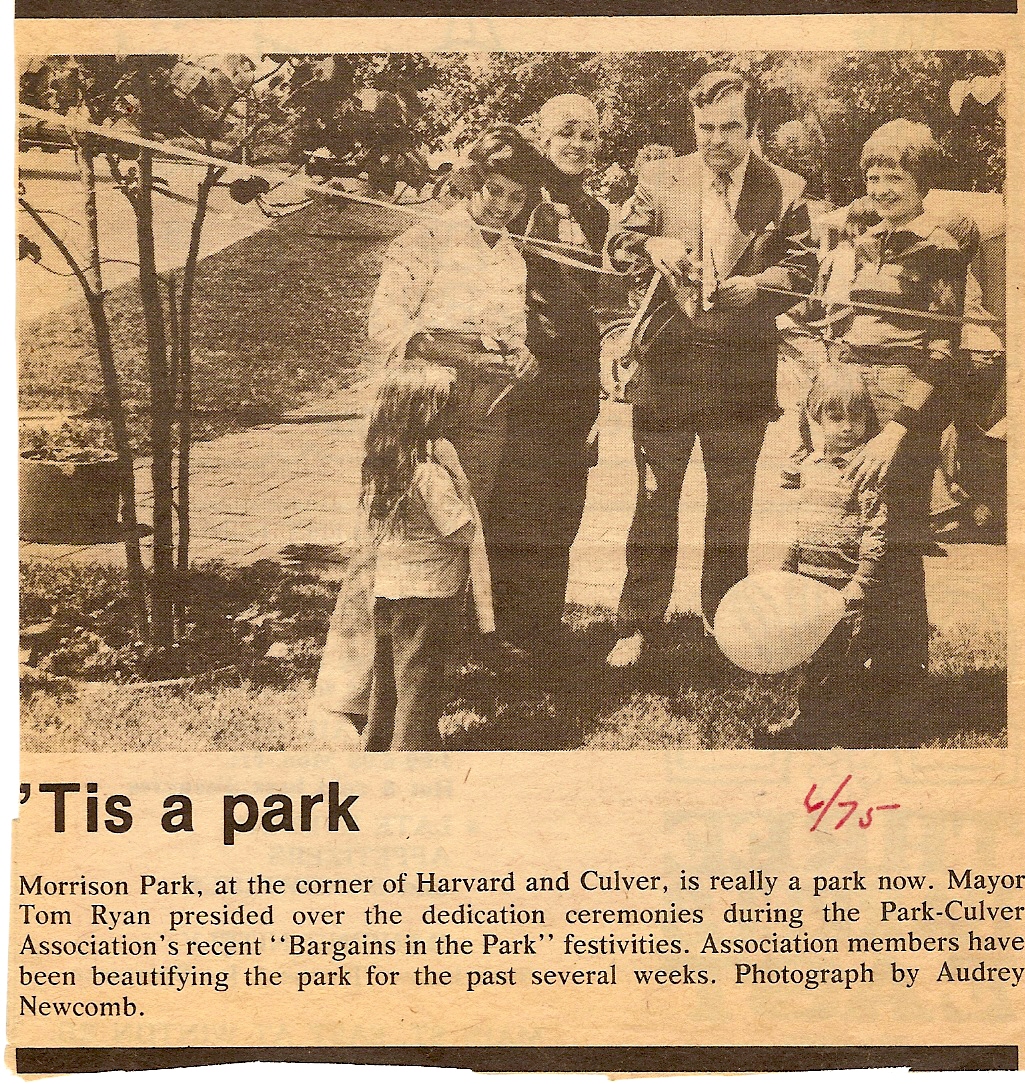 'Tis a park
6/75
Morrison Park, at the corner of Harvard and Culver, is really a park now. Mayor
Tom Ryan presided over the dedication ceremonies during the Park-Culver
Association's recent "Bargains in the Park" festivities. Association members have
been beautifying the park for the past several weeks. Photograph by Audrey
Newcomb.